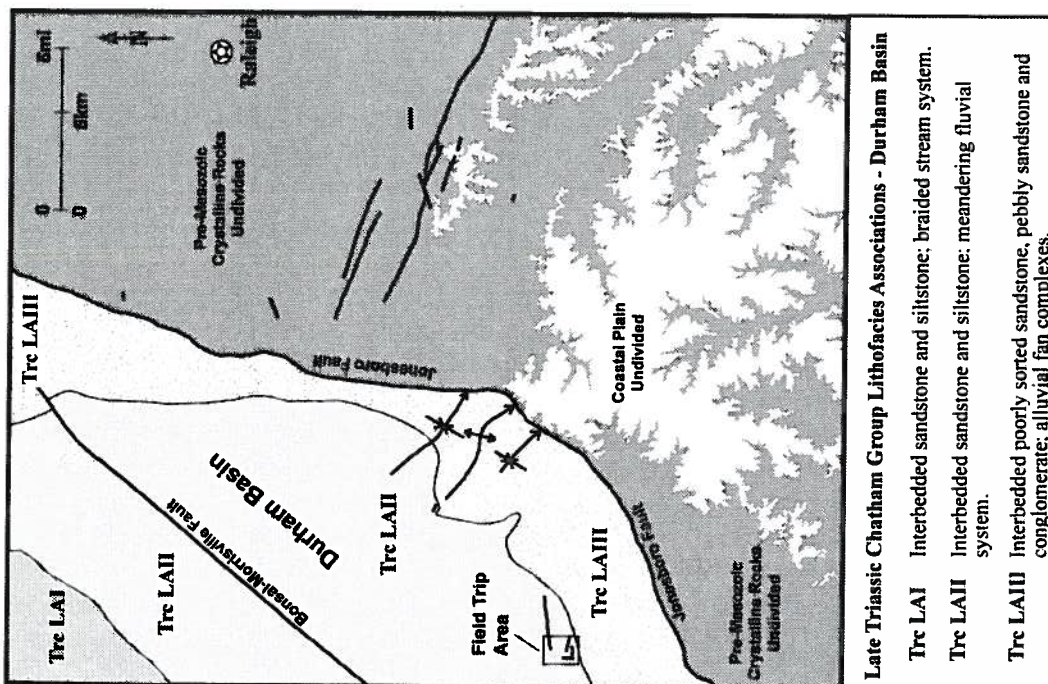 0 5mi
0 8km
N
Raleigh
Pre-Mesozoic
Crystalline Rocks
Undivided
Trc LAIII
Jonesboro Fault
Coastal Plain
Undivided
Durham Basin
Bonsal-Morrisville Fault
Trc LAI
Trc LAII
Trc LAII
Field Trip
Area
Trc LAIII
Jonesboro Fault
Pre-Mesozoic
Crystalline Rocks
Undivided
Late Triassic Chatham Group Lithofacies Associations - Durham Basin
Trc LAI Interbedded sandstone and siltstone; braided stream system.
Trc LAII Interbedded sandstone and siltstone; meandering fluvial
system.
Trc LAIII Interbedded poorly sorted sandstone, pebbly sandstone and
conglomerate; alluvial fan complexes.